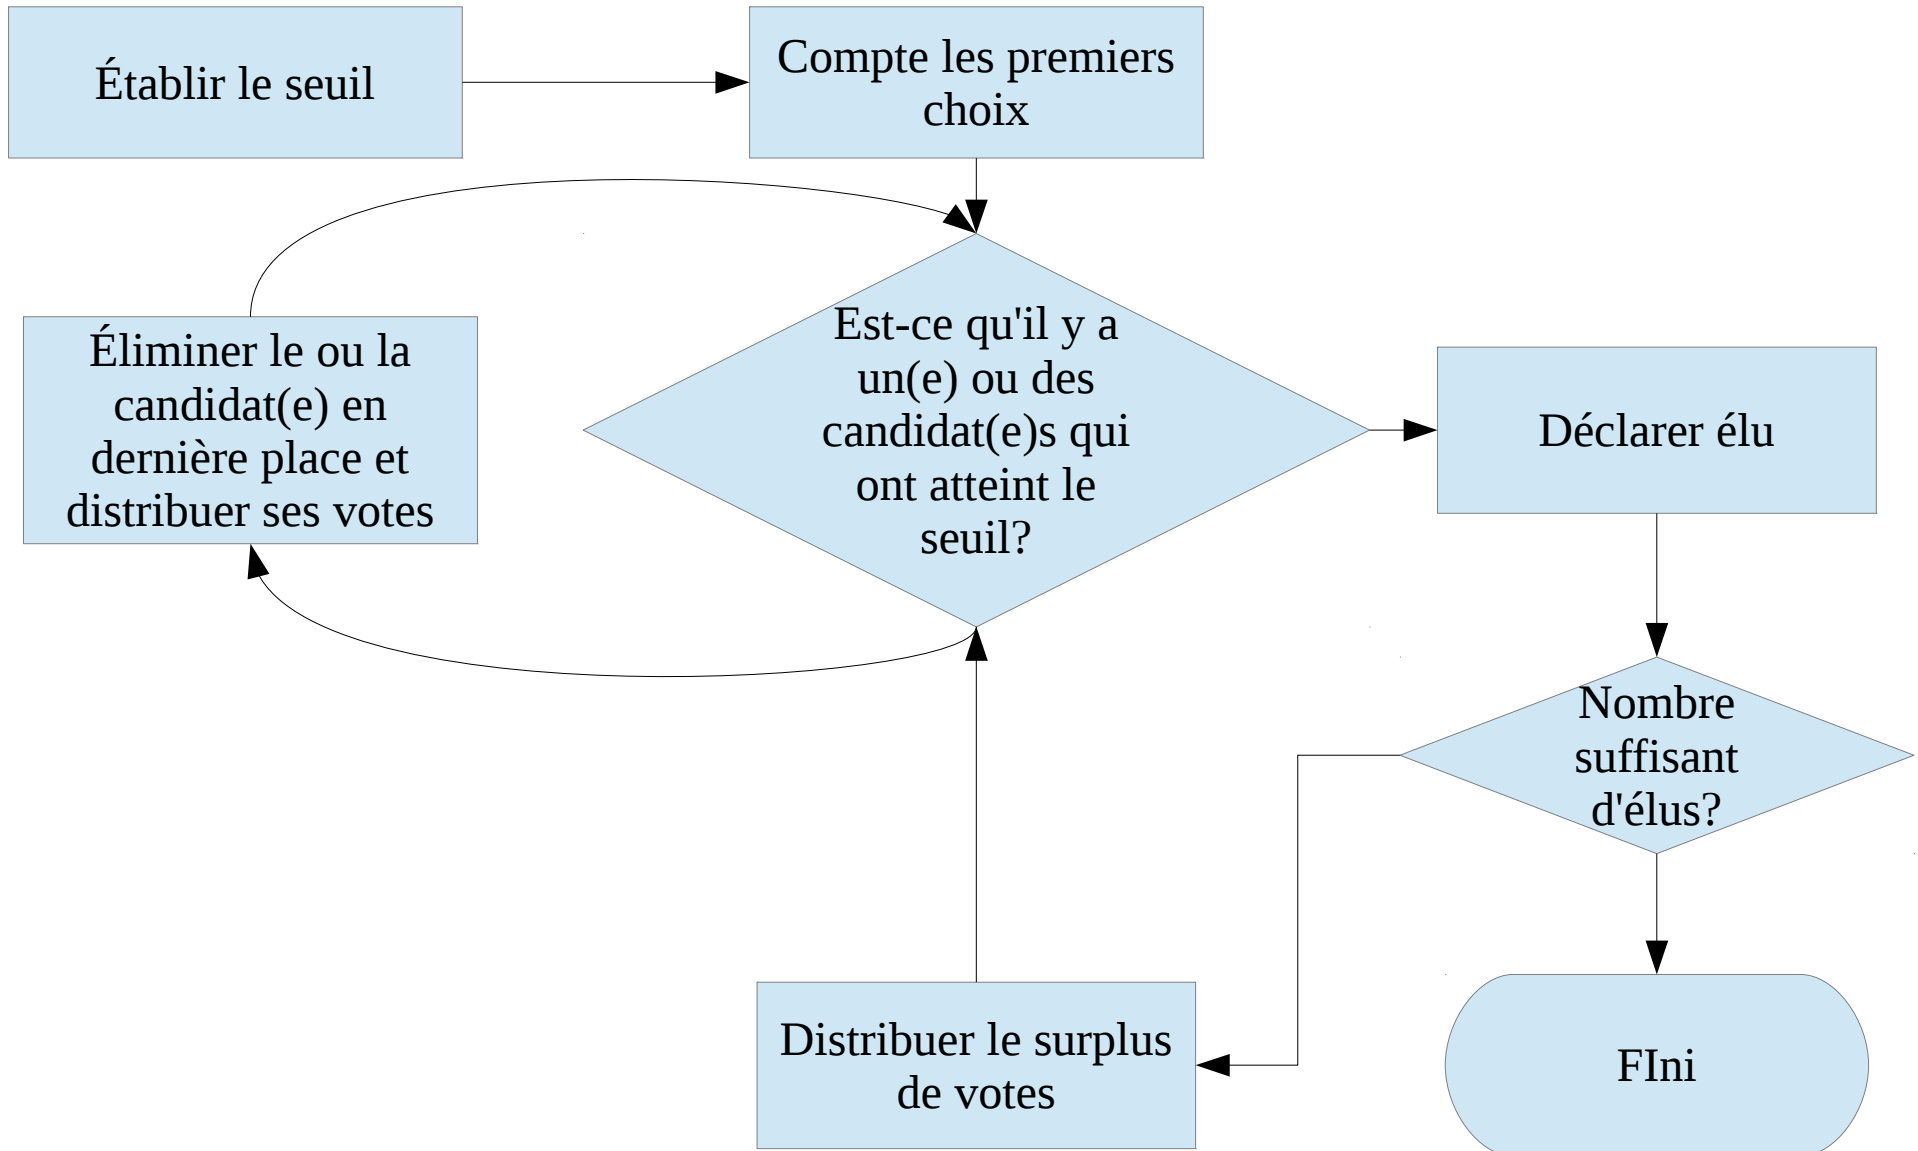 Établir le seuil
Compte les premiers
choix
Est-ce qu'il y a
un(e) ou des
candidat(e)s qui
ont atteint le
seuil?
Éliminer le ou la
candidat(e) en
dernière place et
distribuer ses votes
Déclarer élu
Nombre
suffisant
d'élus?
Distribuer le surplus
de votes
FIni